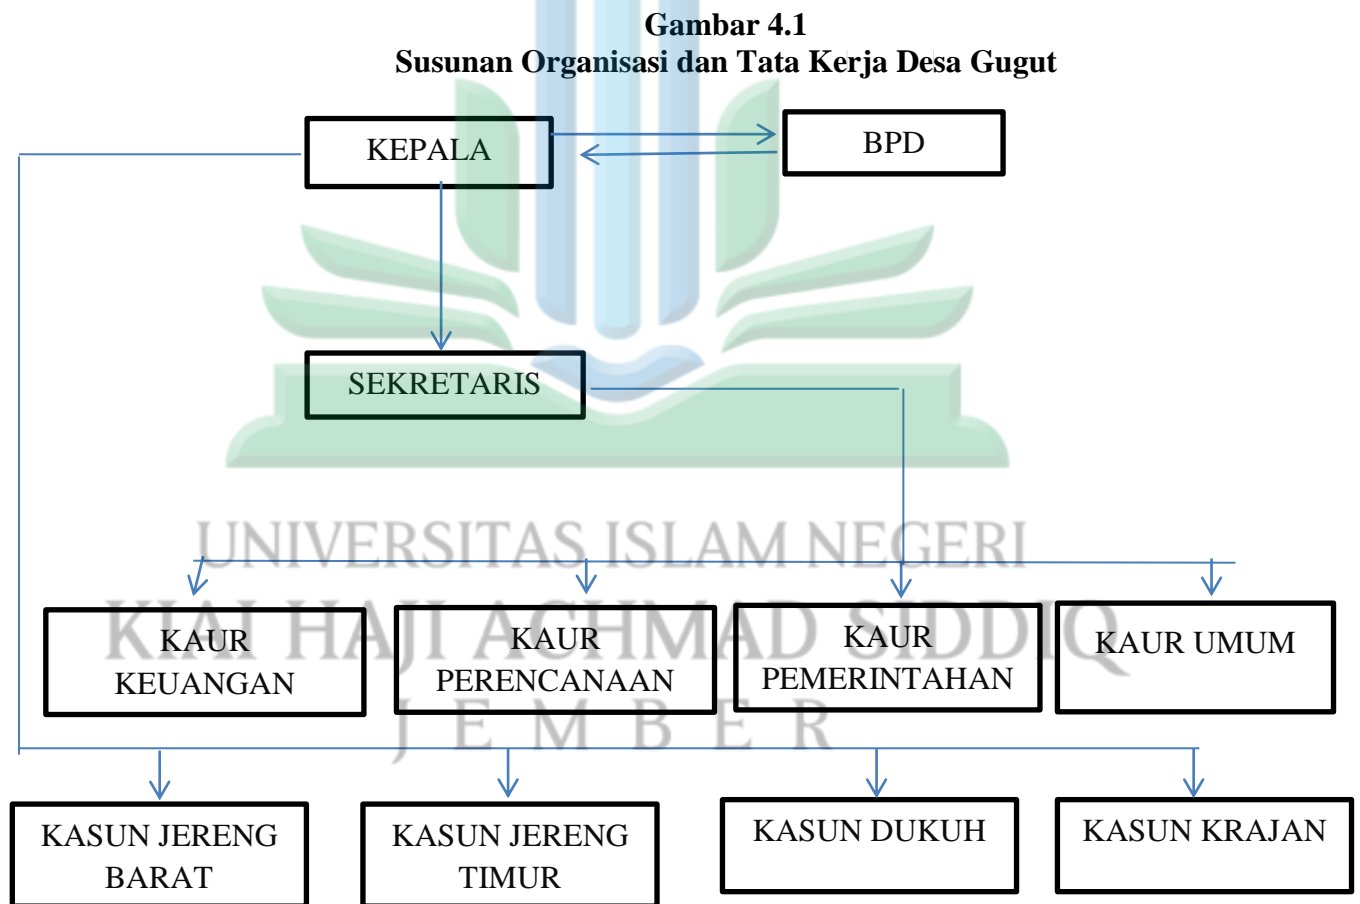 Gambar 4.1
Susunan Organisasi dan Tata Kerja Desa Gugut
KEPALA
BPD
SEKRETARIS
UNIVERSITAS ISLAM NEGERI
KIAI HAJI ACHMAD SIDDIQ
JEMBER
KAUR
KEUANGAN
KAUR
PERENCANAAN
KAUR
PEMERINTAHAN
KAUR UMUM
KASUN JERENG
BARAT
KASUN JERENG
TIMUR
KASUN DUKUH
KASUN KRAJAN